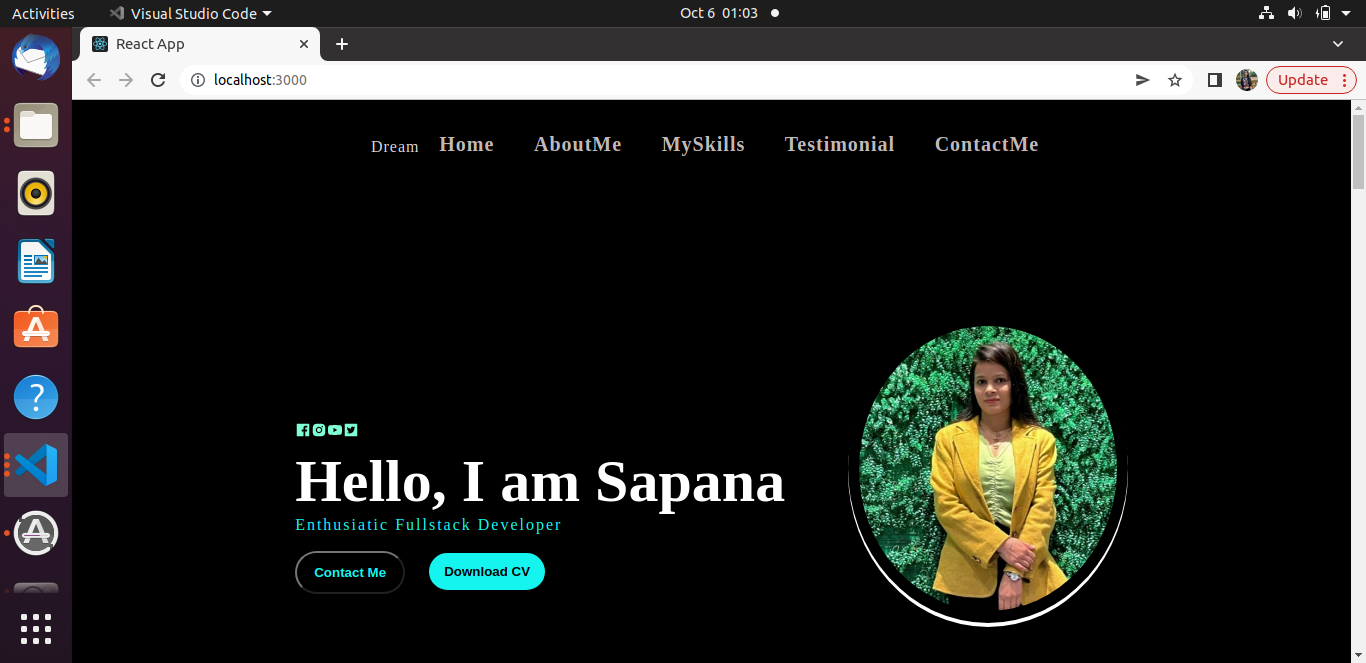 Activities Visual Studio Code Oct 6 01:03
React App
localhost:3000 Update
Dream Home AboutMe MySkills Testimonial ContactMe
Hello, I am Sapana
Enthusiatic Fullstack Developer
Contact Me Download CV